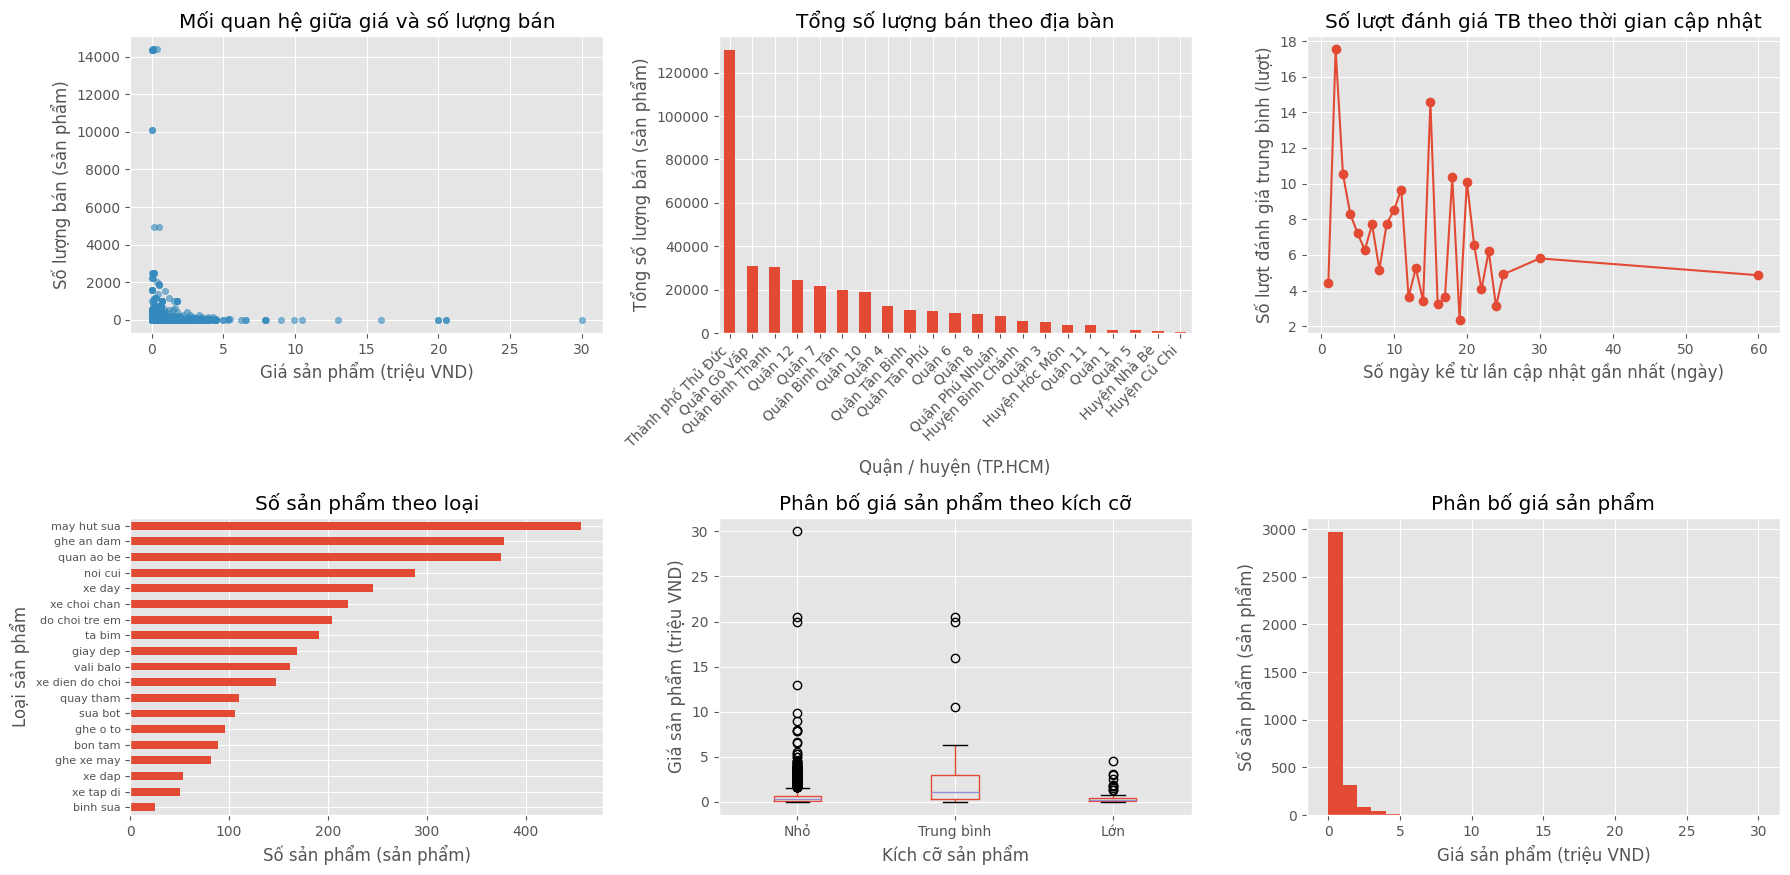 Mối quan hệ giữa giá và số lượng bán
Số lượng bán (sản phẩm)
14000
12000
10000
8000
6000
4000
2000
0
0 5 10 15 20 25 30
Giá sản phẩm (triệu VND)
Tổng số lượng bán theo địa bàn
Tổng số lượng bán (sản phẩm)
120000
100000
80000
60000
40000
20000
0
Thành phố Thủ Đức
Quận Gò Vấp
Quận Bình Thạnh
Quận 12
Quận 7
Quận Bình Tân
Quận 10
Quận 4
Quận Tân Bình
Quận Tân Phú
Quận 6
Quận 8
Quận Phú Nhuận
Huyện Bình Chánh
Quận 3
Huyện Hóc Môn
Quận 11
Quận 1
Quận 5
Huyện Nhà Bè
Huyện Củ Chi
Quận / huyện (TP.HCM)
Số lượt đánh giá TB theo thời gian cập nhật
Số lượt đánh giá trung bình (lượt)
18
16
14
12
10
8
6
4
2
0 10 20 30 40 50 60
Số ngày kể từ lần cập nhật gần nhất (ngày)
Số sản phẩm theo loại
Loại sản phẩm
may hut sua
ghe an dam
quan ao be
noi cui
xe day
xe choi chan
do choi tre em
ta bim
giay dep
vali balo
xe dien do choi
quay tham
sua bot
ghe o to
bon tam
ghe xe may
xe dap
xe tap di
binh sua
0 100 200 300 400
Số sản phẩm (sản phẩm)
Phân bố giá sản phẩm theo kích cỡ
Giá sản phẩm (triệu VND)
30
25
20
15
10
5
0
Nhỏ Trung bình Lớn
Kích cỡ sản phẩm
Phân bố giá sản phẩm
Số sản phẩm (sản phẩm)
3000
2500
2000
1500
1000
500
0
0 5 10 15 20 25 30
Giá sản phẩm (triệu VND)